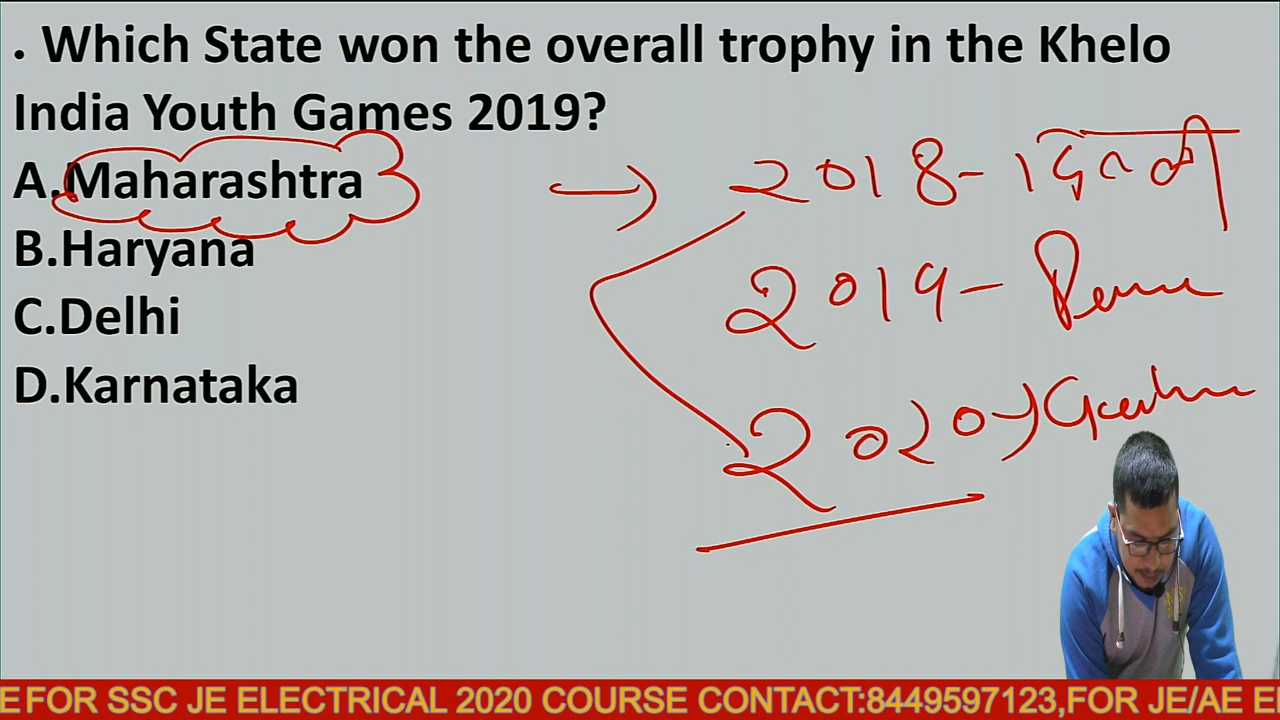 . Which State won the overall trophy in the Khelo
India Youth Games 2019?
A.Maharashtra
B.Haryana
C.Delhi
D.Karnataka
2018-
2019-
2020
E FOR SSC JE ELECTRICAL 2020 COURSE CONTACT:8449597123,FOR JE/AE E